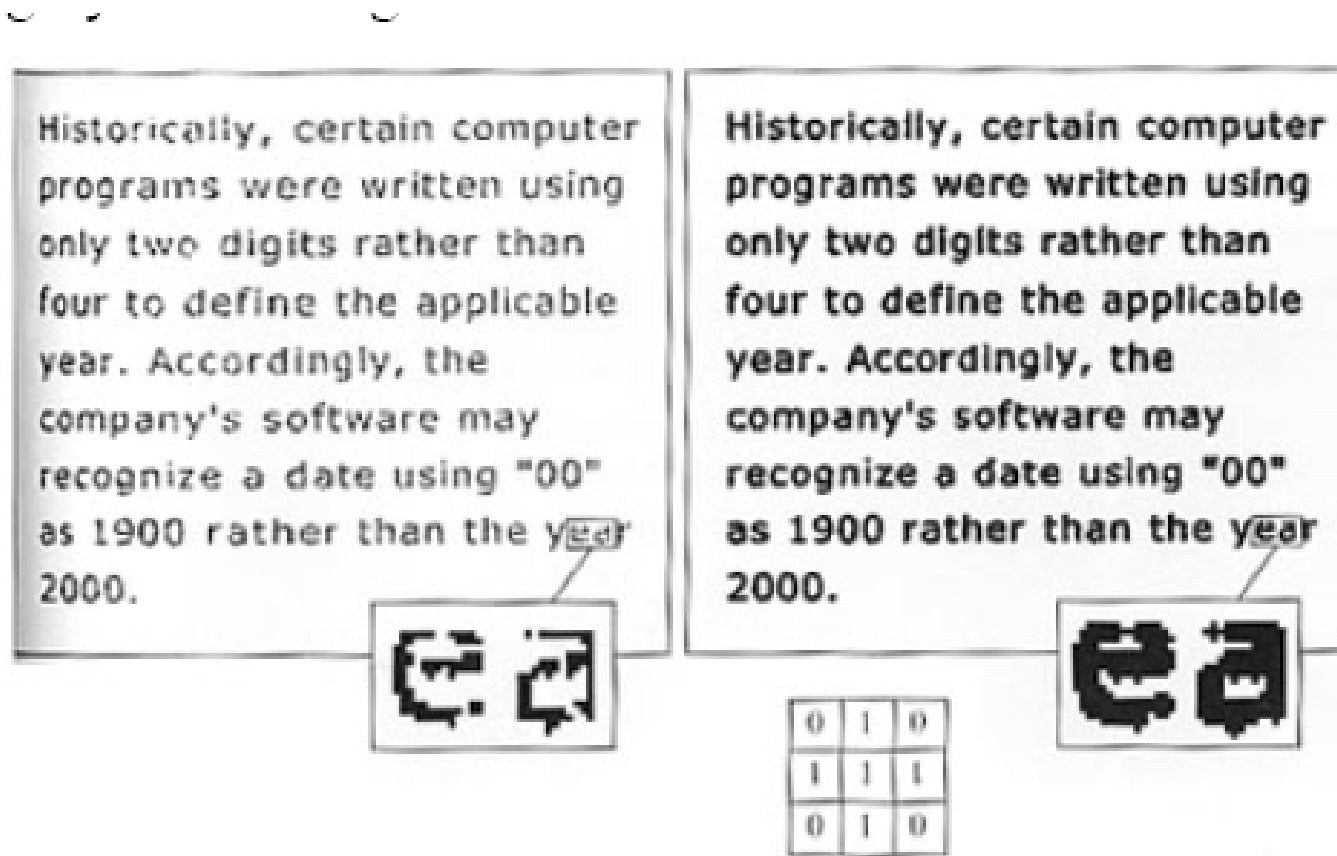 Historically, certain computer
programs were written using
only two digits rather than
four to define the applicable
year. Accordingly, the
company's software may
recognize a date using "00"
as 1900 rather than the year
2000.
e a
Historically, certain computer
programs were written using
only two digits rather than
four to define the applicable
year. Accordingly, the
company's software may
recognize a date using "00"
as 1900 rather than the year
2000.
e a
0 1 0
1 1 1
0 1 0